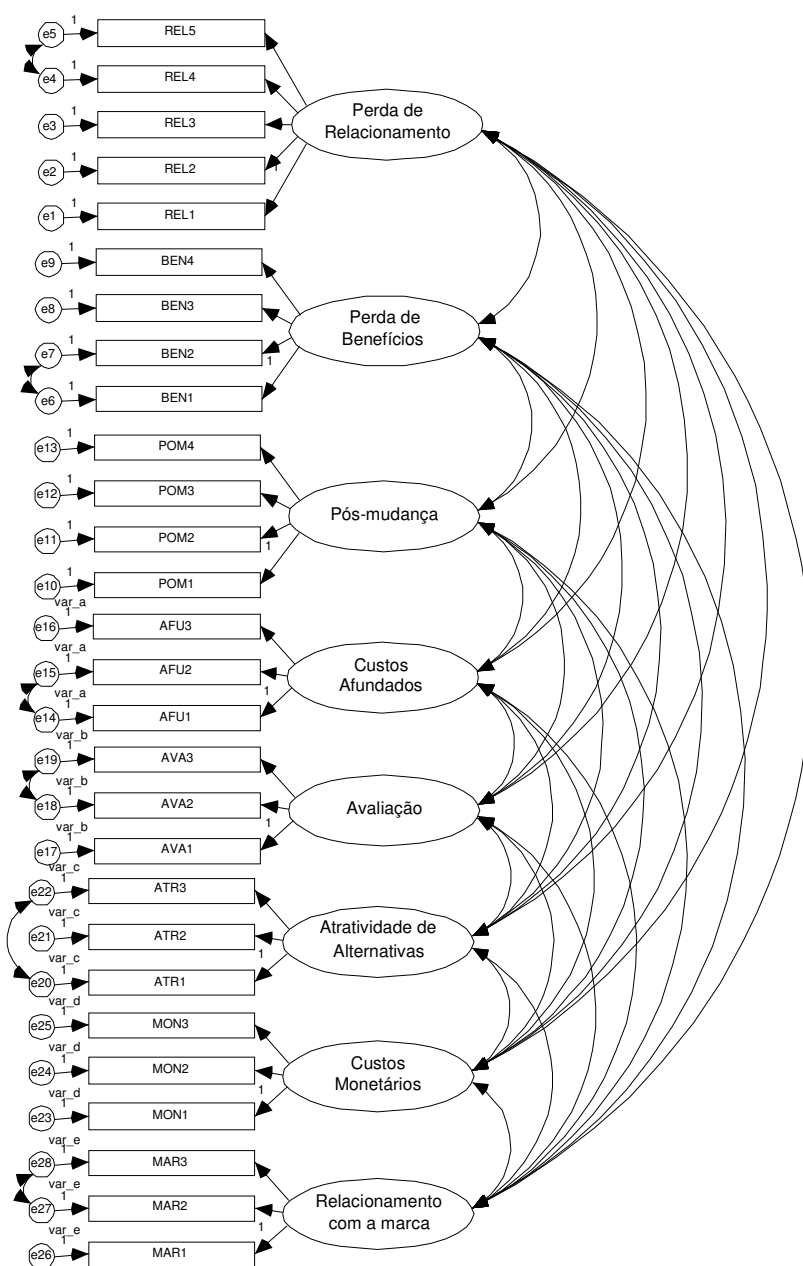 1
e5
REL5
1
e4
REL4
1
e3
REL3
1
e2
REL2
1
e1
REL1
1
Perda de
Relacionamento
1
e9
BEN4
1
e8
BEN3
1
e7
BEN2
1
e6
BEN1
1
Perda de
Benefícios
1
e13
POM4
1
e12
POM3
1
e11
POM2
1
e10
POM1
1
Pós-mudança
var_a
1
e16
AFU3
var_a
1
e15
AFU2
var_a
1
e14
AFU1
1
Custos
Afundados
var_b
1
e19
AVA3
var_b
1
e18
AVA2
var_b
1
e17
AVA1
1
Avaliação
var_c
1
e22
ATR3
var_c
1
e21
ATR2
var_c
1
e20
ATR1
1
Atratividade de
Alternativas
var_d
1
e25
MON3
var_d
1
e24
MON2
var_d
1
e23
MON1
1
Custos
Monetários
var_e
1
e28
MAR3
var_e
1
e27
MAR2
var_e
1
e26
MAR1
1
Relacionamento
com a marca